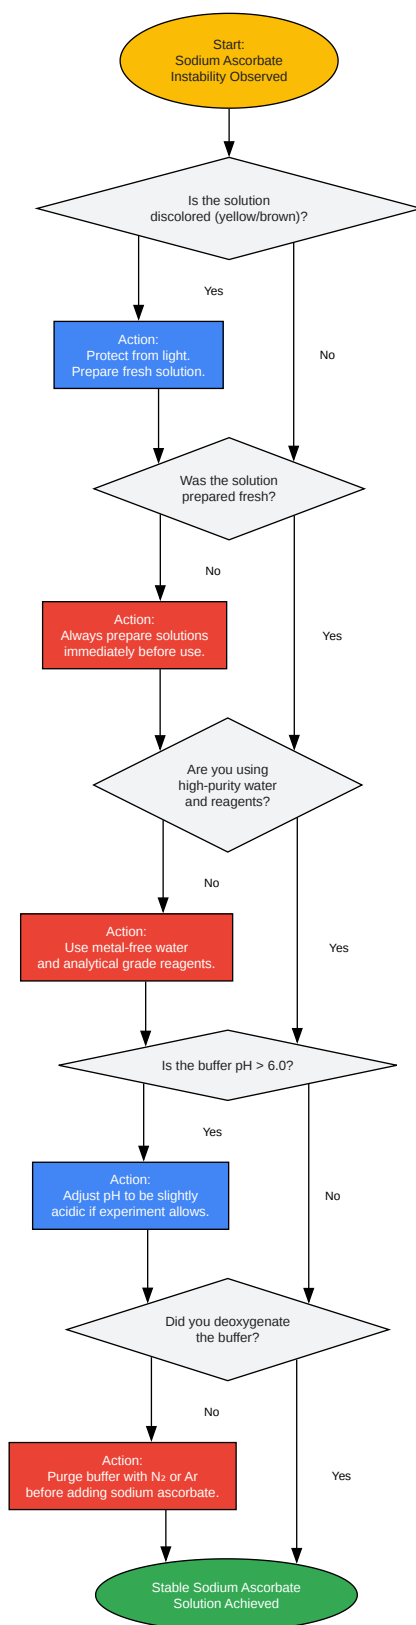 Start:
Sodium Ascorbate
Instability Observed
Is the solution
discolored (yellow/brown)?
Yes
Action:
Protect from light.
Prepare fresh solution.
No
Was the solution
prepared fresh?
No
Action:
Always prepare solutions
immediately before use.
Yes
Are you using
high-purity water
and reagents?
No
Action:
Use metal-free water
and analytical grade reagents.
Yes
Is the buffer pH > 6.0?
Yes
Action:
Adjust pH to be slightly
acidic if experiment allows.
No
Did you deoxygenate
the buffer?
No
Action:
Purge buffer with N₂ or Ar
before adding sodium ascorbate.
Yes
Stable Sodium Ascorbate
Solution Achieved